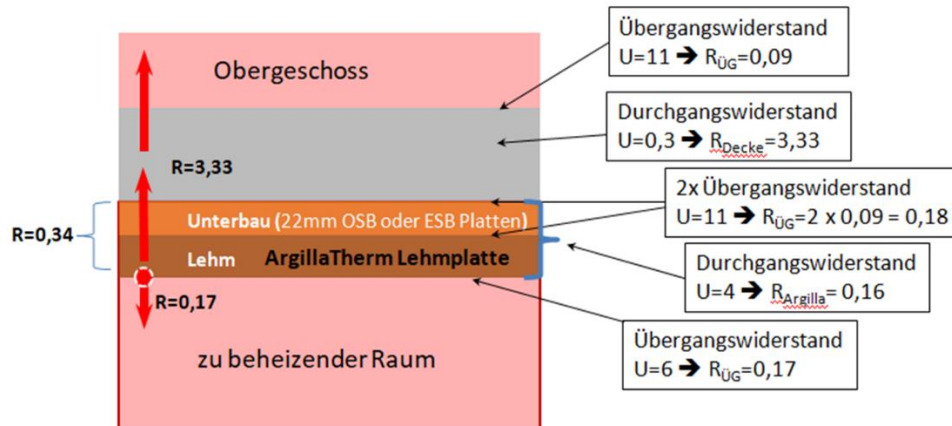 Obergeschoss
R=3,33
Unterbau (22mm OSB oder ESB Platten)
R=0,34
Lehm ArgillaTherm Lehmplatte
R=0,17
zu beheizender Raum
Übergangswiderstand
U=11 ➔ RÜG=0,09
Durchgangswiderstand
U=0,3 ➔ RDecke=3,33
2x Übergangswiderstand
U=11 ➔ RÜG=2 x 0,09 = 0,18
Durchgangswiderstand
U=4 ➔ RArgilla= 0,16
Übergangswiderstand
U=6 ➔ RÜG=0,17